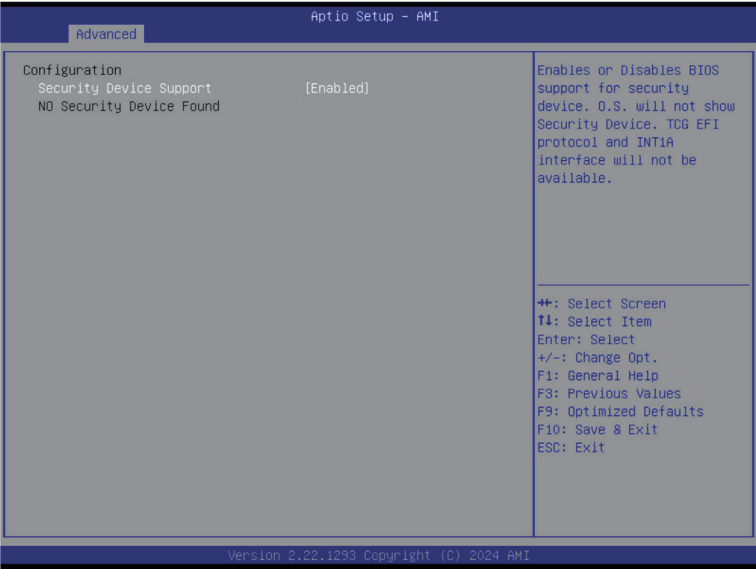 Aptio Setup – AMI
Advanced
Configuration
Security Device Support [Enabled]
NO Security Device Found
Enables or Disables BIOS
support for security
device. O.S. will not show
Security Device. TCG EFI
protocol and INT1A
interface will not be
available.
→←: Select Screen
↑↓: Select Item
Enter: Select
+/-: Change Opt.
F1: General Help
F3: Previous Values
F9: Optimized Defaults
F10: Save & Exit
ESC: Exit
Version 2.22.1293 Copyright (C) 2024 AMI